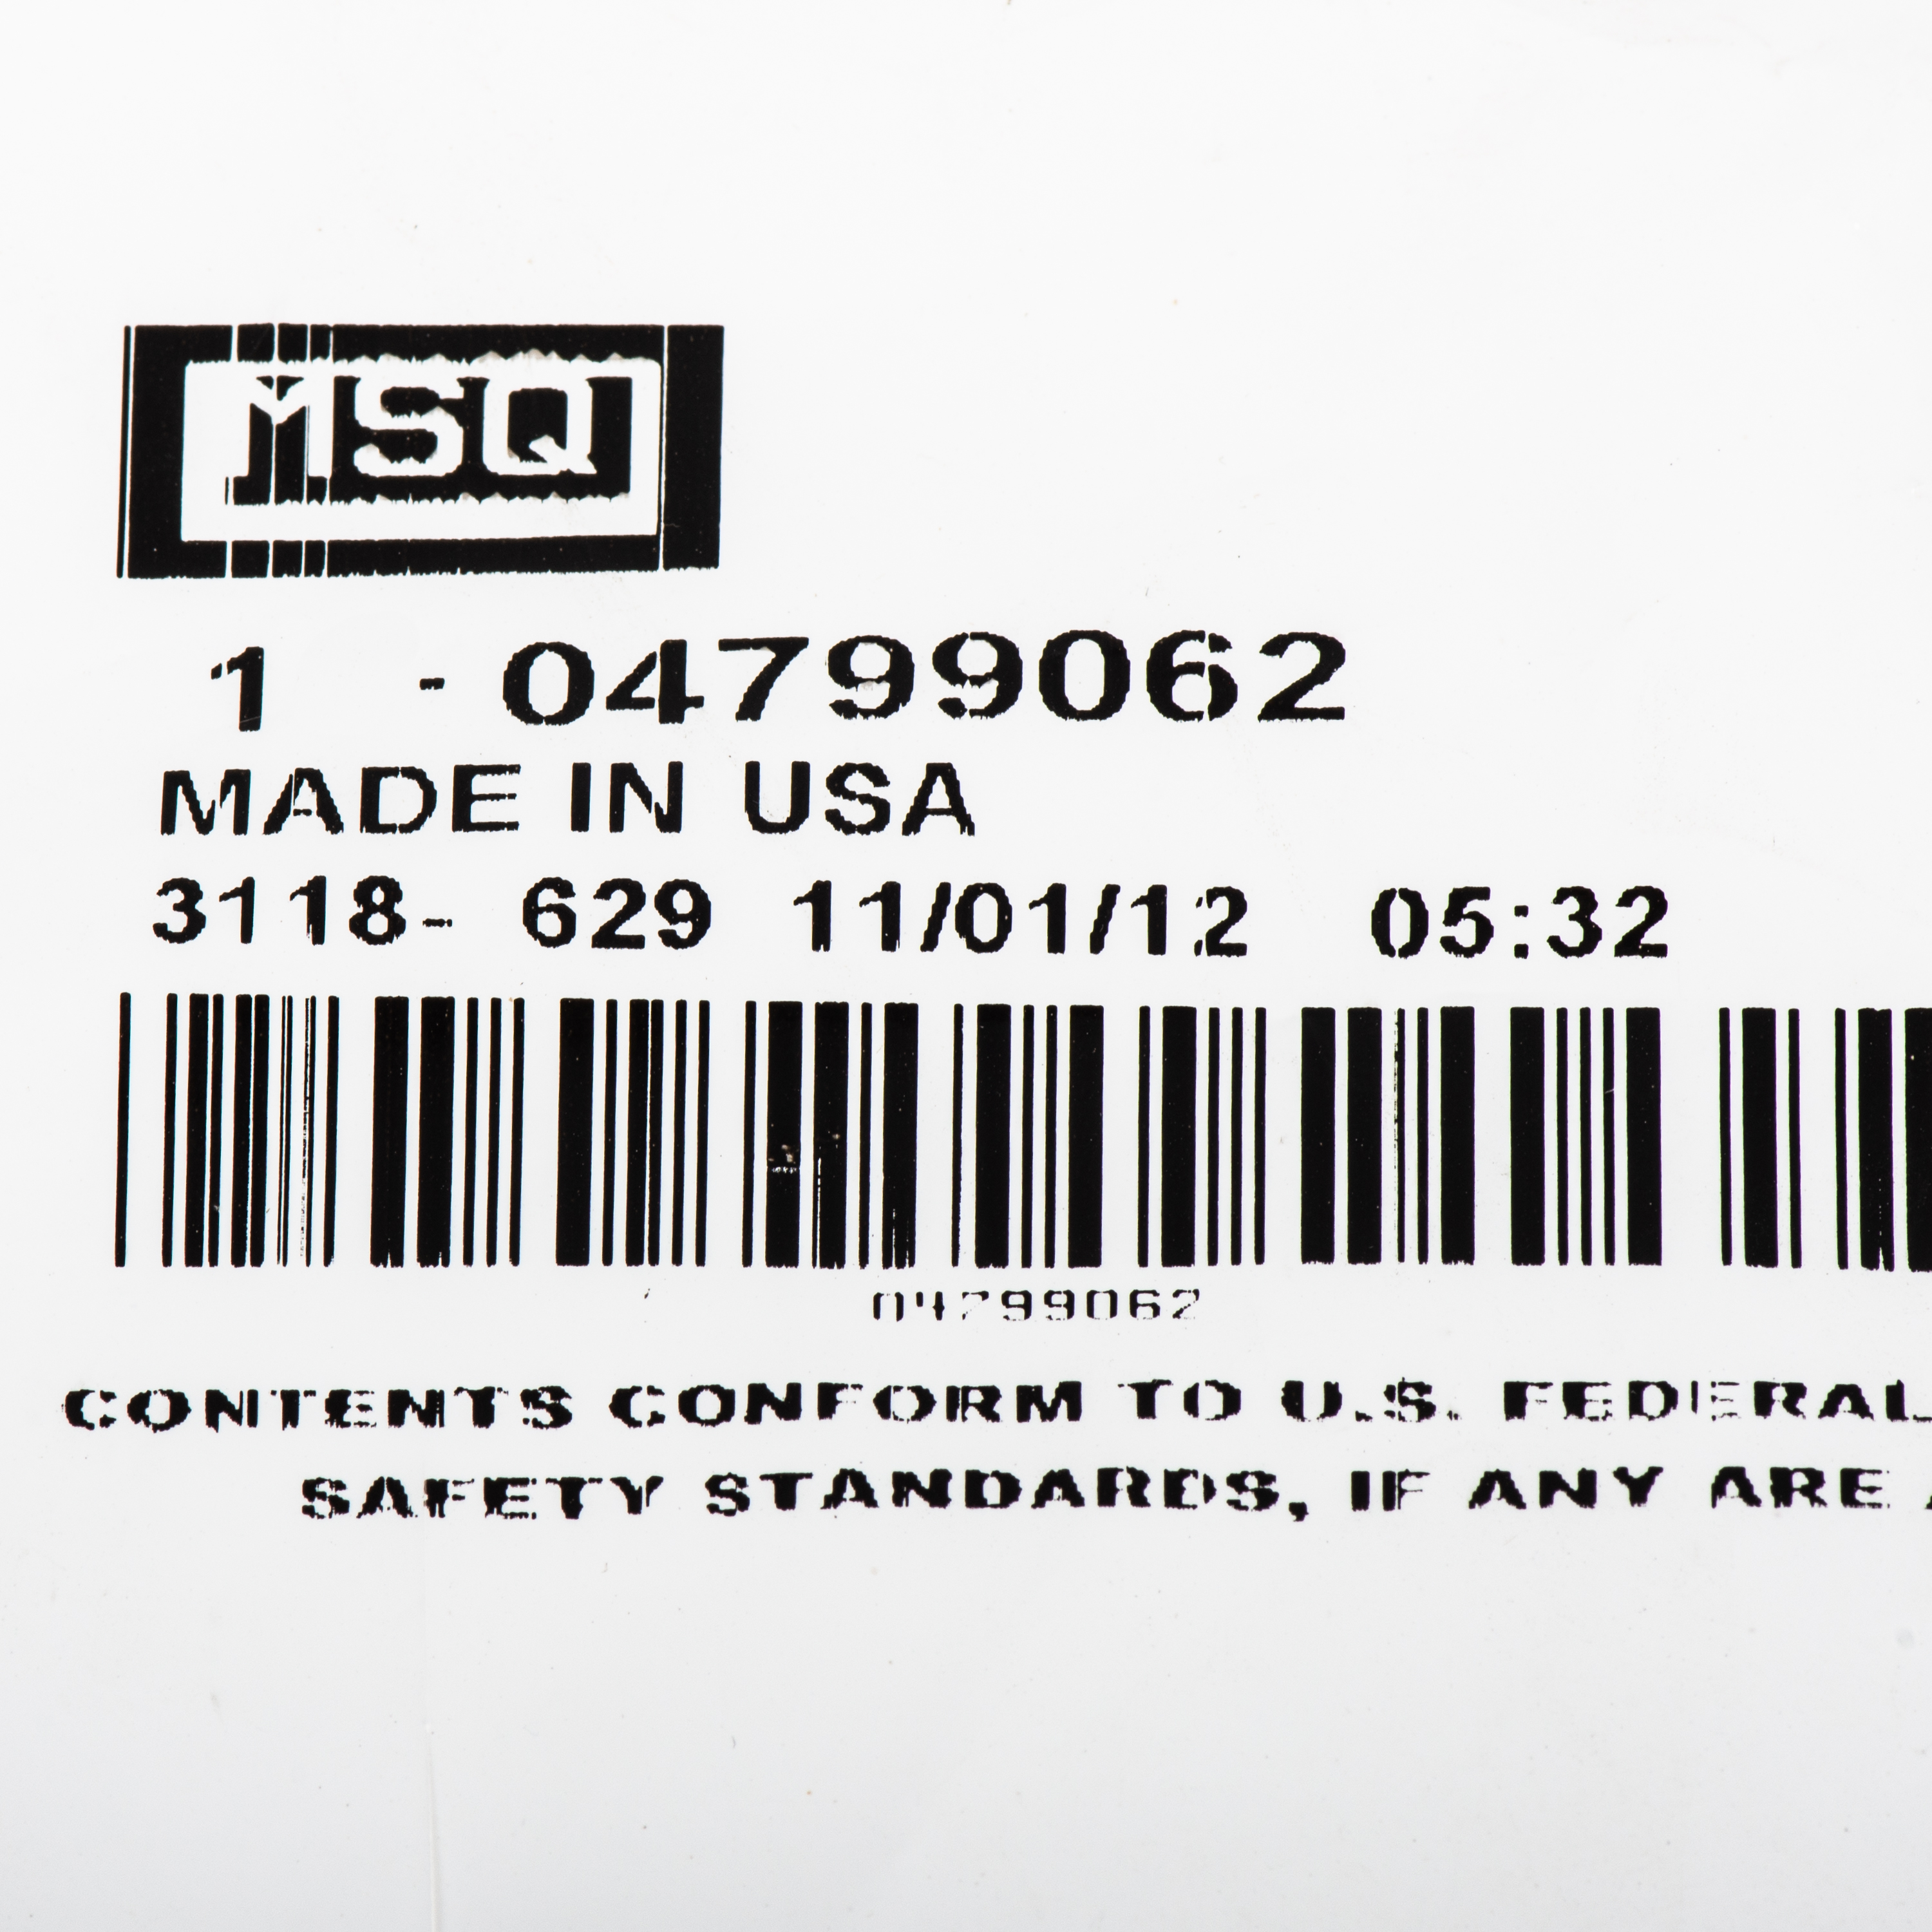 MSQ
1 - 04799062
MADE IN USA
3118- 629 11/01/12 05:32
04799062
CONTENTS CONFORM TO U.S. FEDERAL
SAFETY STANDARDS, IF ANY ARE